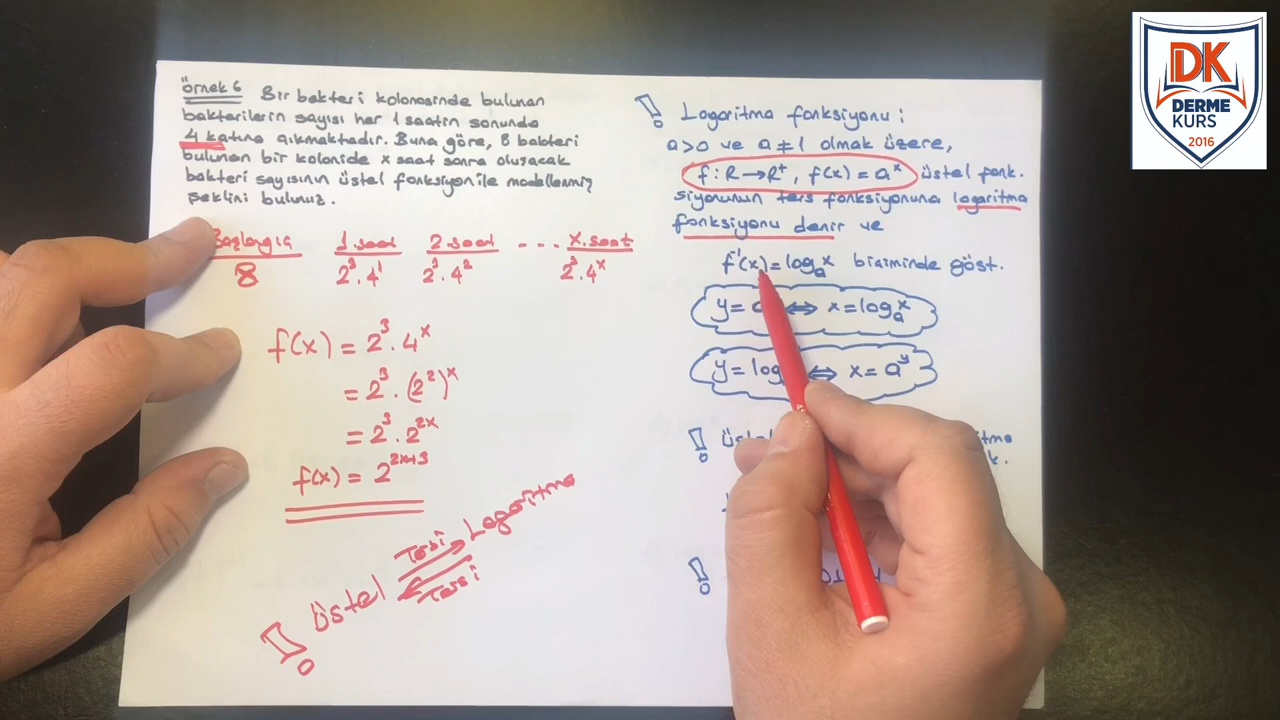 Örnek 6 Bir bakteri kolonosinde bulunan
bakterilerin sayısı her 1 saatin sonunda
4 katına çıkmaktadır. Buna göre, 8 bakteri
bulunan bir kolonide x saat sonra oluşacak
bakteri sayısının üstel fonksiyon ile modellenmiş
şeklini bulunuz.
Başlangıç 1.saat 2.saat ... x.saat
8 2³.4¹ 2³.4² 2³.4ˣ
f(x) = 2³.4ˣ
= 2³.(2²)ˣ
= 2³.2²ˣ
f(x) = 2²ˣ⁺³
! Üstel Tersi Logaritma
Tersi
! Logaritma fonksiyonu :
a>0 ve a≠1 olmak üzere,
f: R→R⁺, f(x) = aˣ üstel fonk.
siyonunun ters fonksiyonuna logaritma
fonksiyonu denir ve
f⁻¹(x) = logₐx biçiminde göst.
y = ⇔ x = logₐx
y = log ⇔ x = aʸ
!
!
DK
DERME
KURS
2016